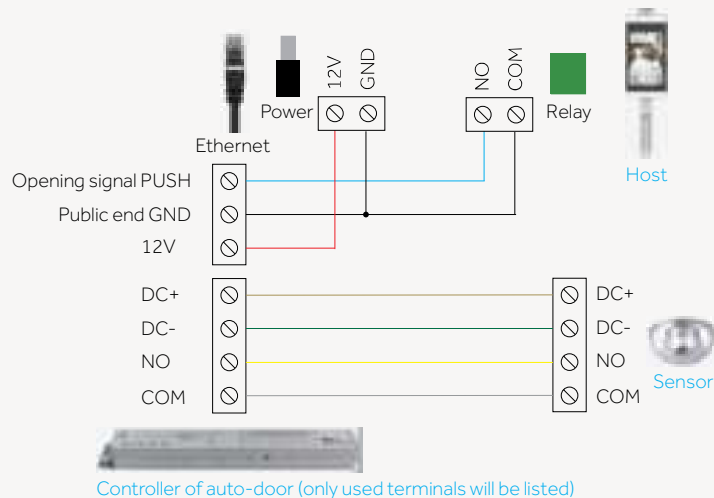 12V
GND
NO
COM
Power
Relay
Ethernet
Host
Opening signal PUSH
Public end GND
12V
DC+
DC-
NO
COM
DC+
DC-
NO
COM
Sensor
Controller of auto-door (only used terminals will be listed)